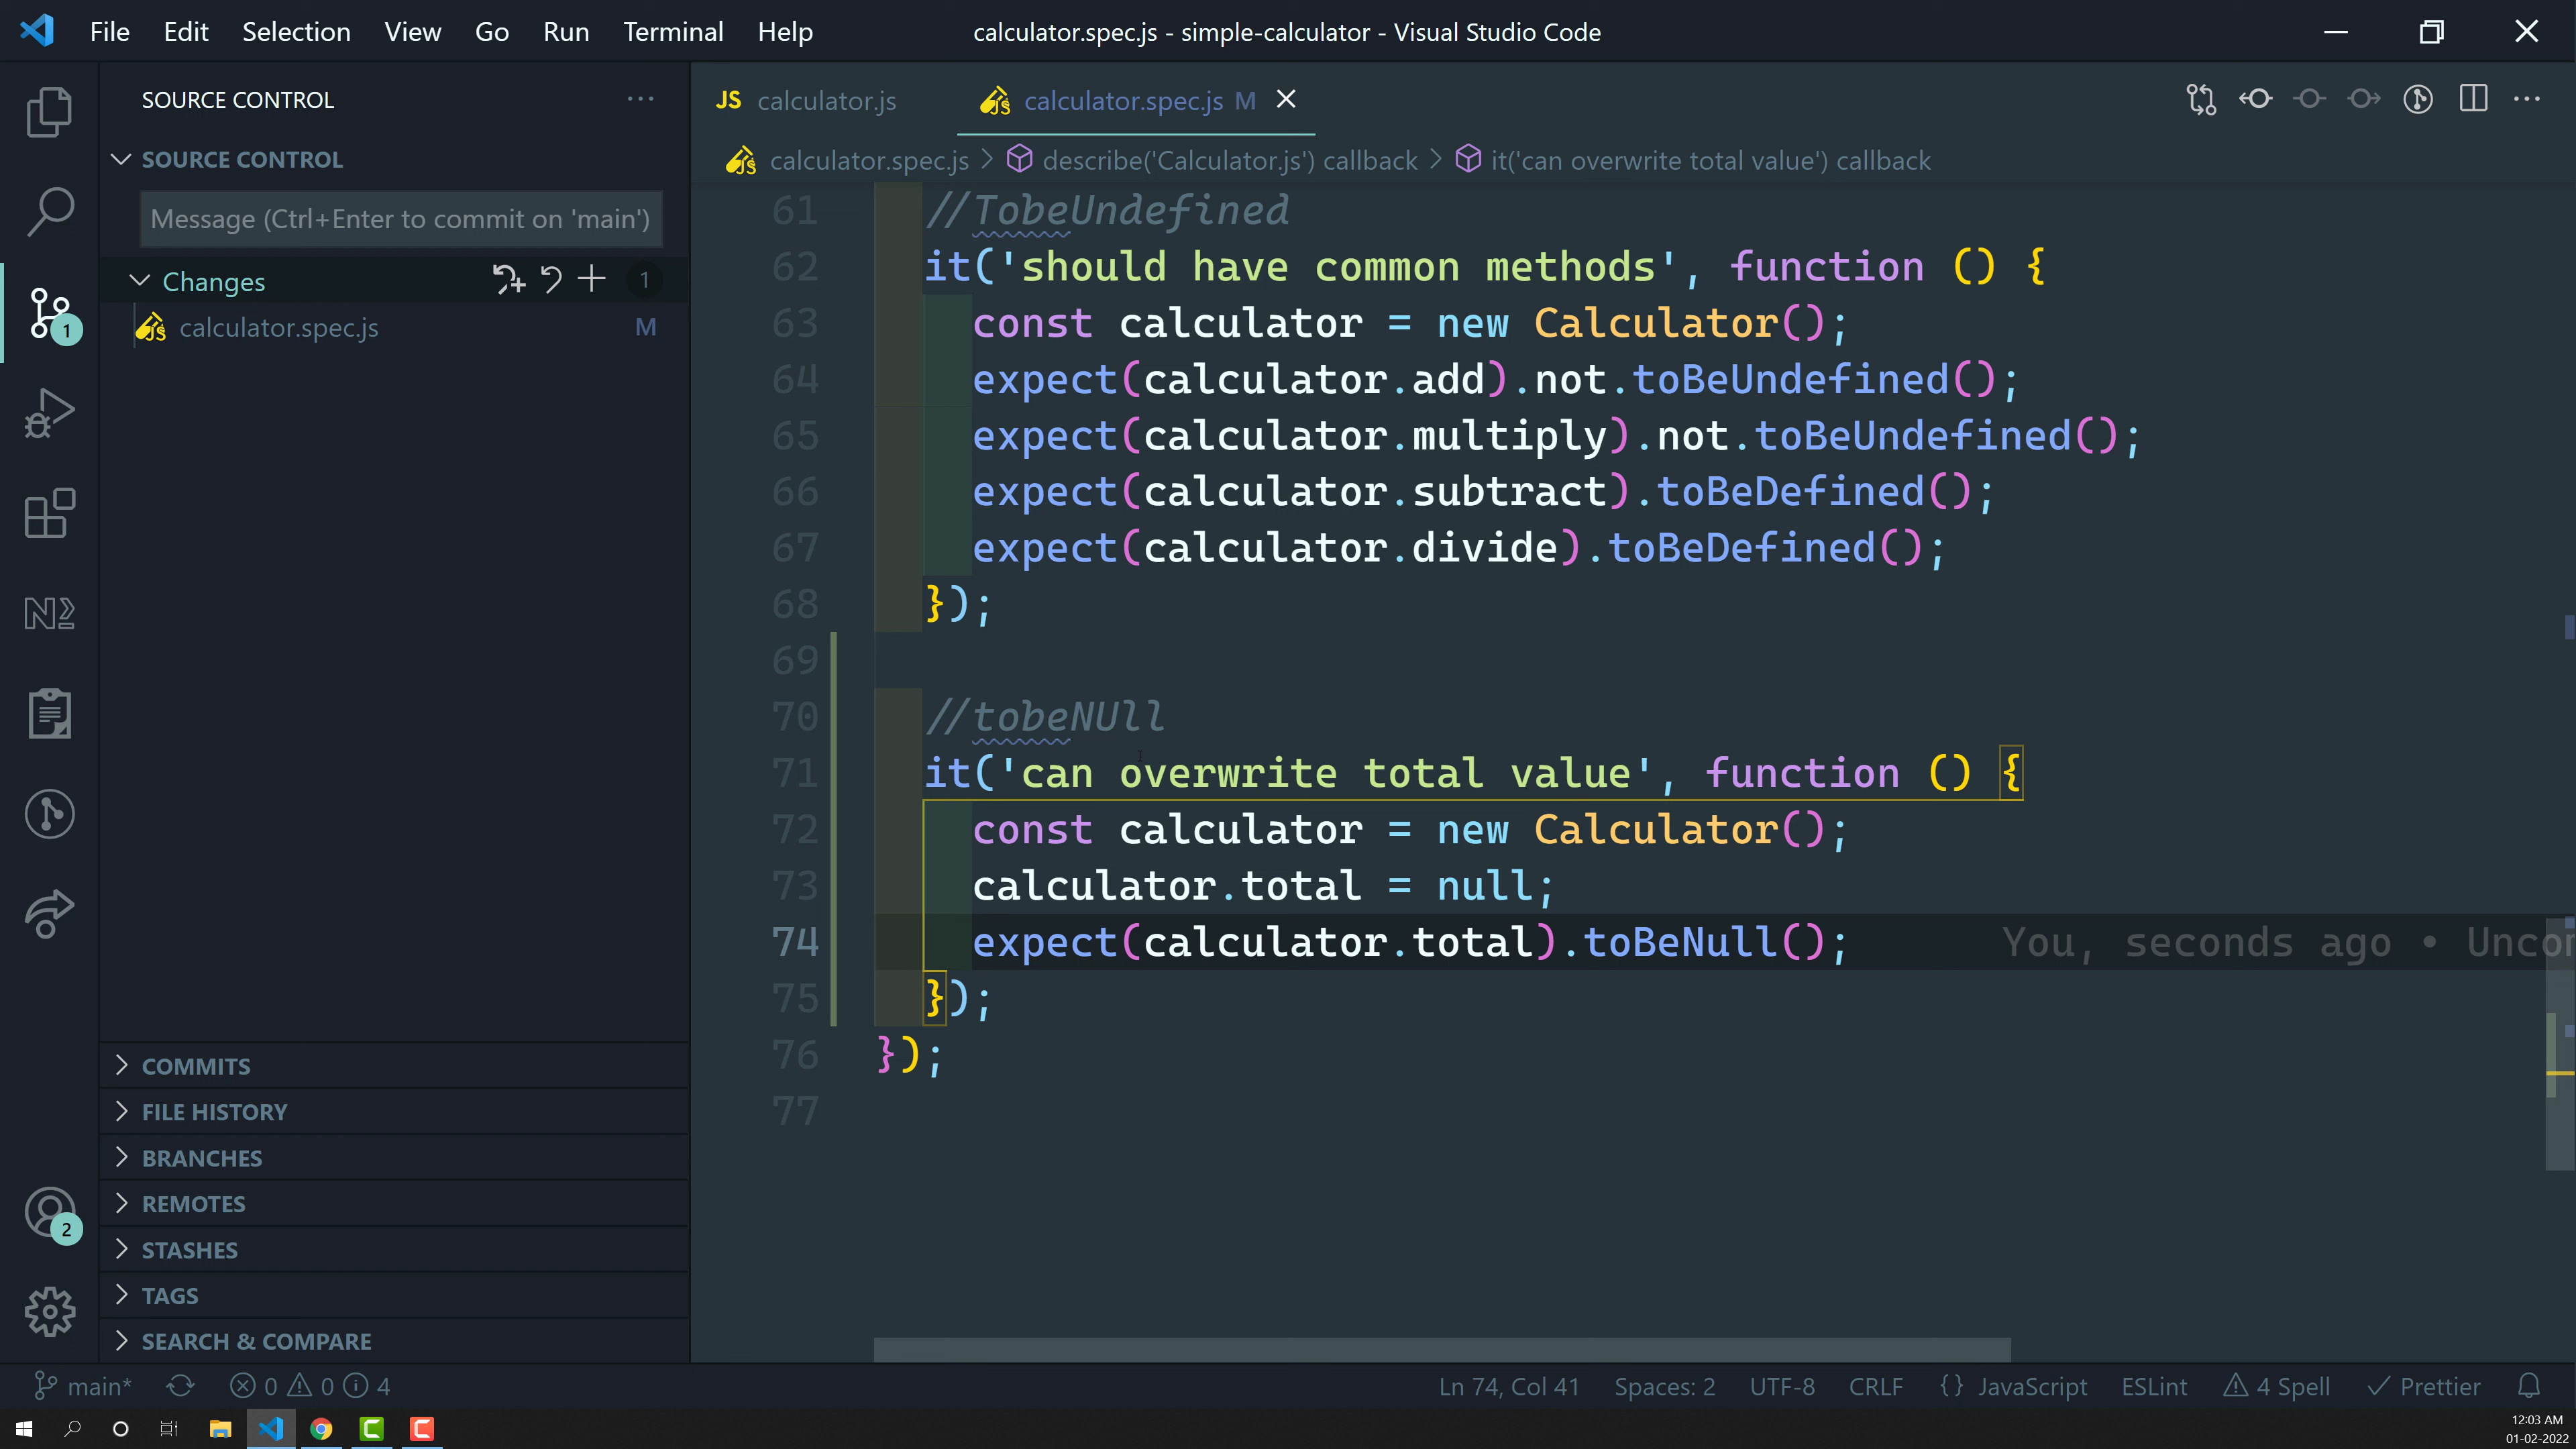 File Edit Selection View Go Run Terminal Help
calculator.spec.js - simple-calculator - Visual Studio Code
SOURCE CONTROL
SOURCE CONTROL
Message (Ctrl+Enter to commit on 'main')
Changes 1
calculator.spec.js M
1
2
COMMITS
FILE HISTORY
BRANCHES
REMOTES
STASHES
TAGS
SEARCH & COMPARE
JS calculator.js
JS calculator.spec.js M
JS calculator.spec.js > describe('Calculator.js') callback > it('can overwrite total value') callback
61 //TobeUndefined
62 it('should have common methods', function () {
63 const calculator = new Calculator();
64 expect(calculator.add).not.toBeUndefined();
65 expect(calculator.multiply).not.toBeUndefined();
66 expect(calculator.subtract).toBeDefined();
67 expect(calculator.divide).toBeDefined();
68 });
69
70 //tobeNUll
71 it('can overwrite total value', function () {
72 const calculator = new Calculator();
73 calculator.total = null;
74 expect(calculator.total).toBeNull(); You, seconds ago • Unco
75 });
76 });
77
main* 0 0 4 Ln 74, Col 41 Spaces: 2 UTF-8 CRLF {} JavaScript ESLint 4 Spell Prettier
12:03 AM
01-02-2022